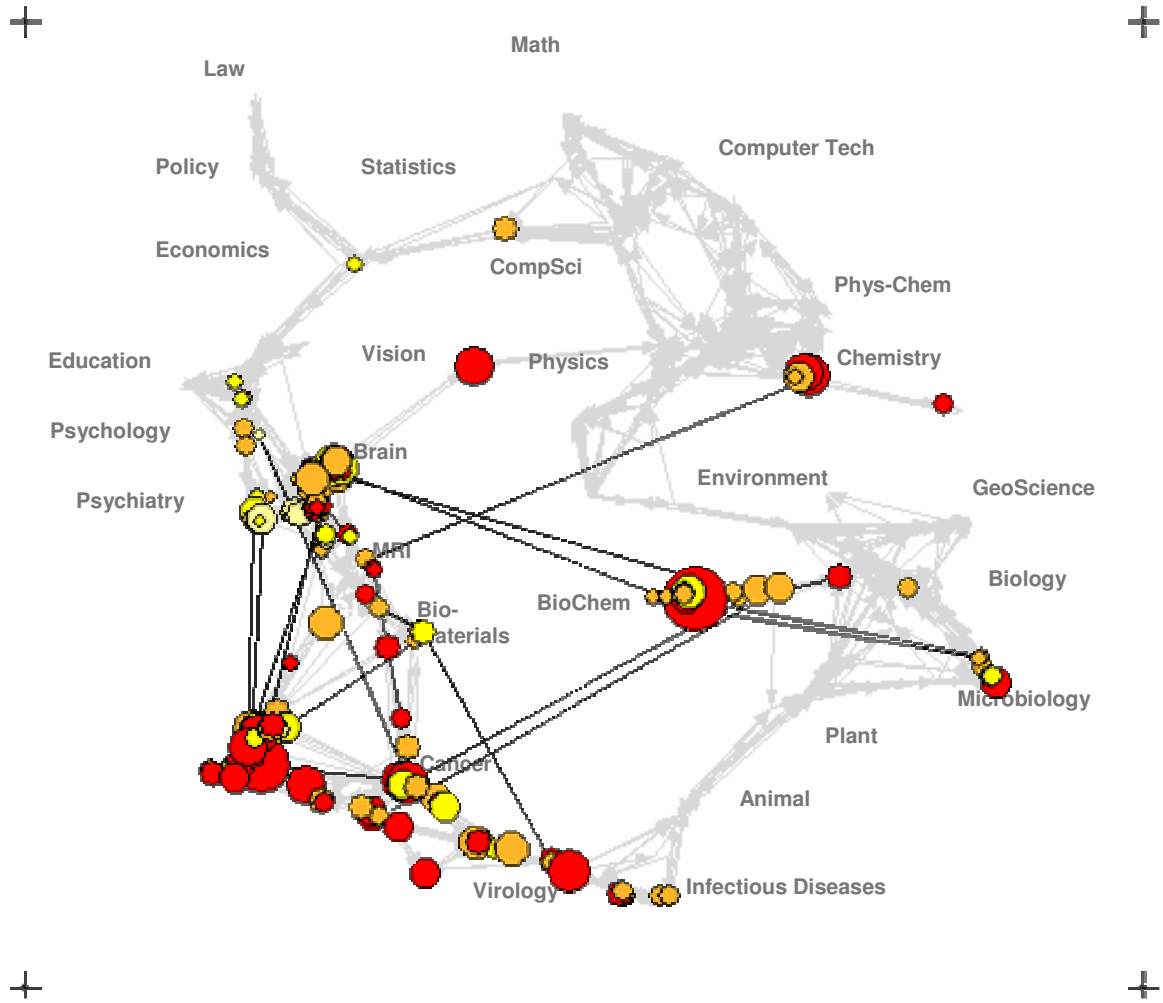 Math
Law
Computer Tech
Policy
Statistics
Economics
CompSci
Phys-Chem
Education
Vision
Physics
Chemistry
Psychology
Brain
Environment
GeoScience
Psychiatry
MRI
Biology
BioChem
Bio-
aterials
Microbiology
Plant
Cancer
Animal
Virology
Infectious Diseases